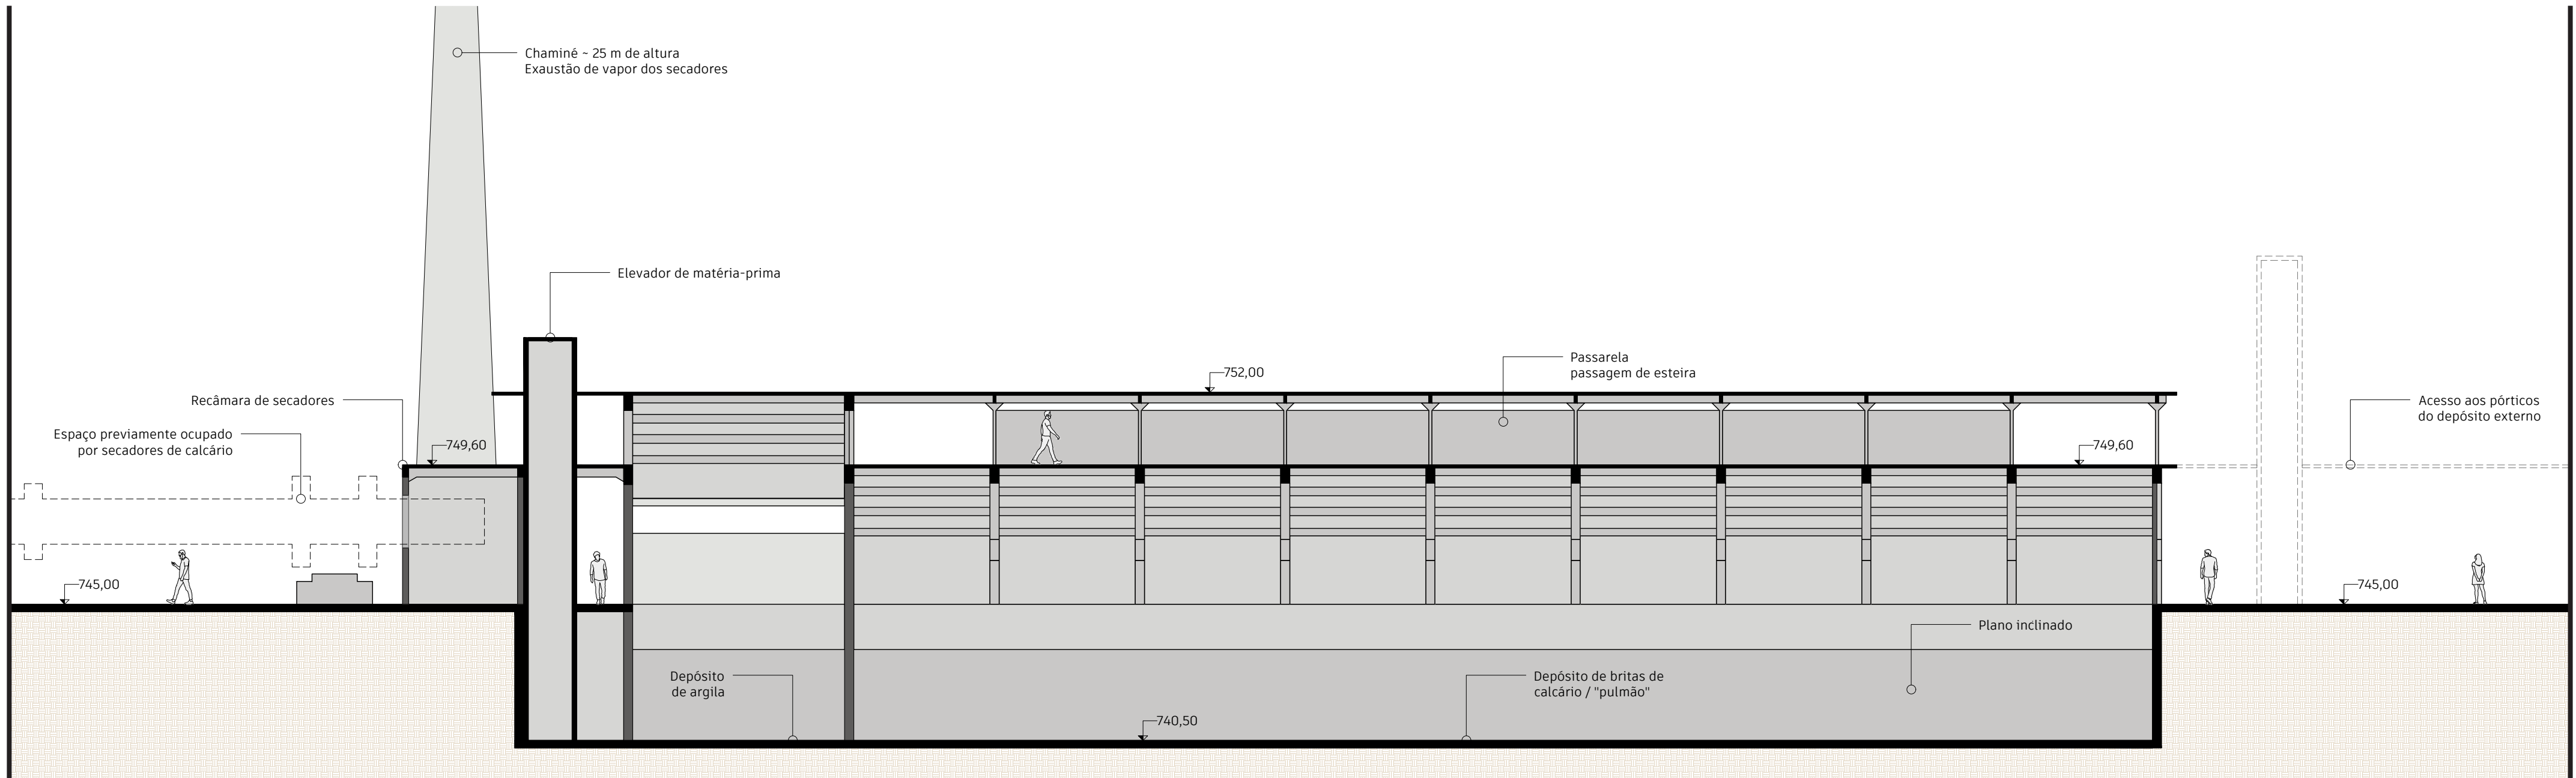 Chaminé ~ 25 m de altura
Exaustão de vapor dos secadores
Elevador de matéria-prima
Passarela
passagem de esteira
752,00
Recâmara de secadores
Acesso aos pórticos
do depósito externo
Espaço previamente ocupado
por secadores de calcário
749,60
749,60
745,00
745,00
Plano inclinado
Depósito
de argila
Depósito de britas de
calcário / "pulmão"
740,50